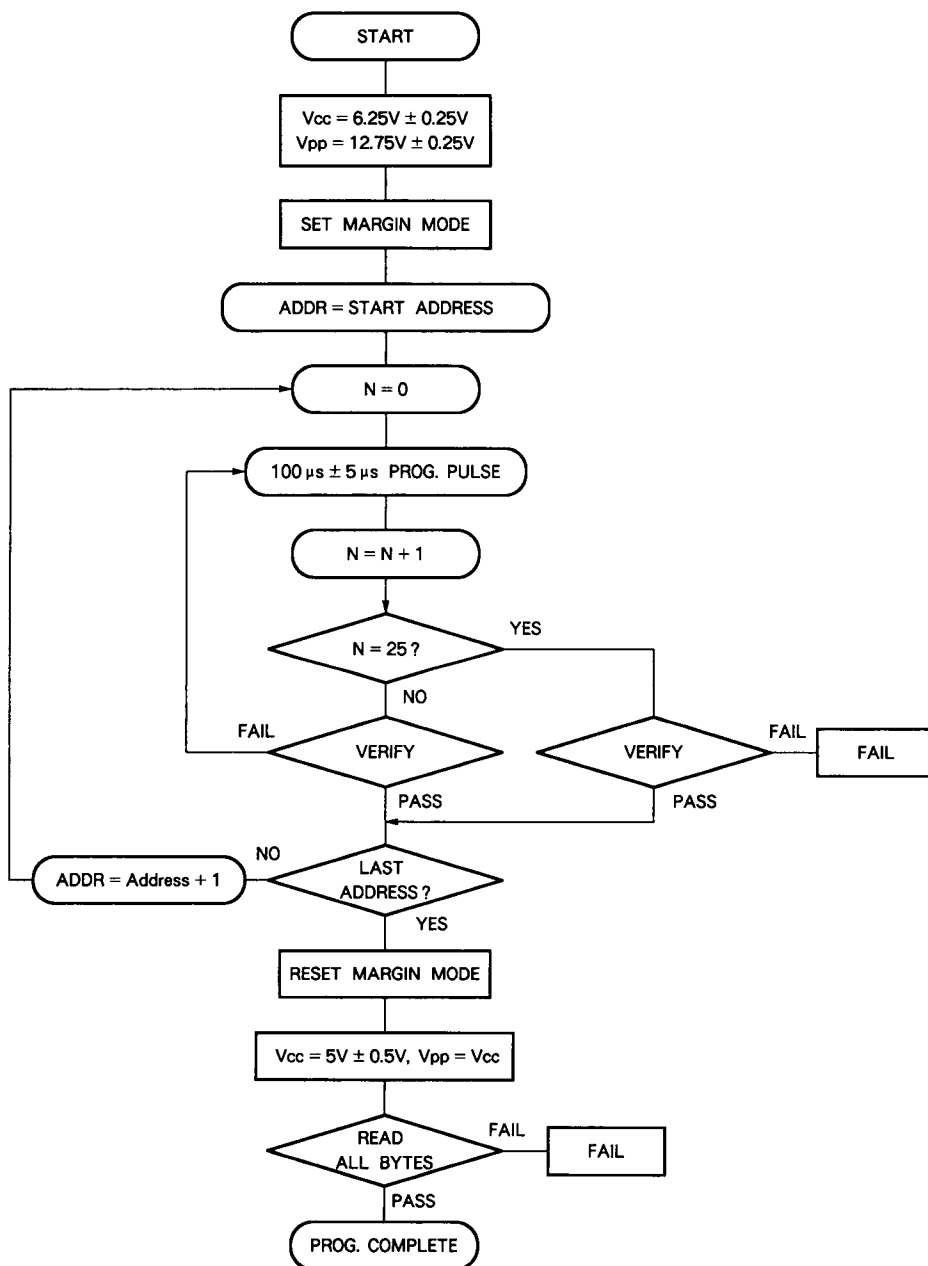 START
Vcc = 6.25V ± 0.25V
Vpp = 12.75V ± 0.25V
SET MARGIN MODE
ADDR = START ADDRESS
N = 0
100 μs ± 5 μs PROG. PULSE
N = N + 1
N = 25 ?
YES
NO
FAIL
VERIFY
PASS
VERIFY
FAIL
FAIL
PASS
NO
ADDR = Address + 1
LAST
ADDRESS ?
YES
RESET MARGIN MODE
Vcc = 5V ± 0.5V, Vpp = Vcc
READ
ALL BYTES
FAIL
FAIL
PASS
PROG. COMPLETE